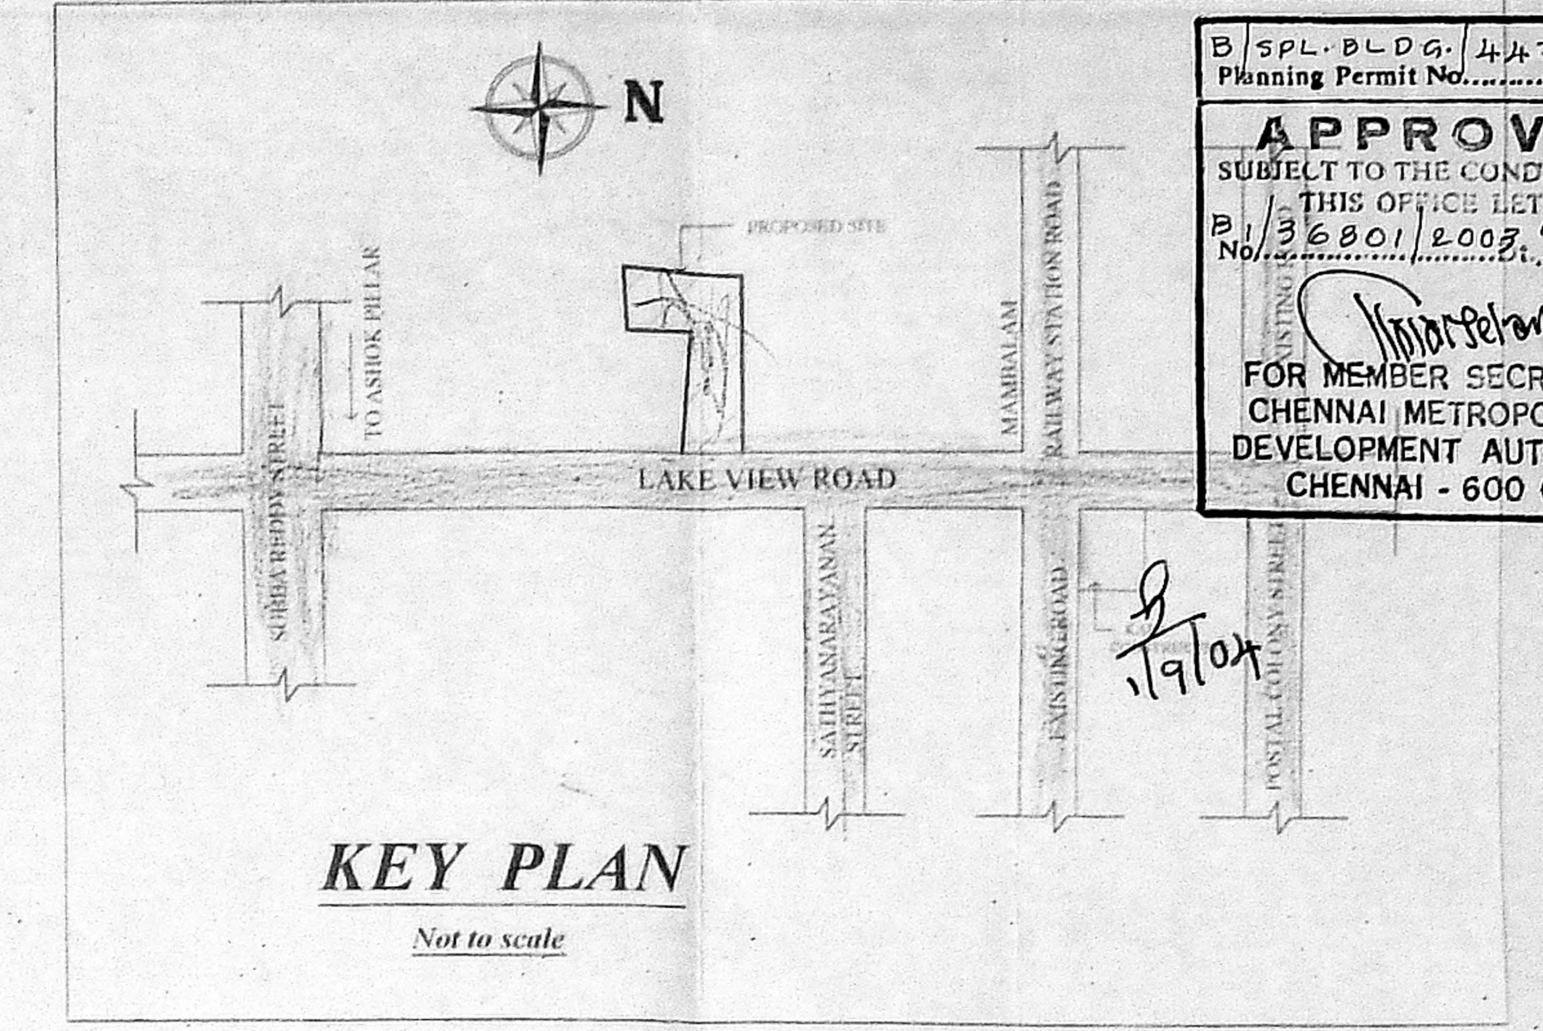 N
B/SPL.BLDG./44
Planning Permit No
APPROV
SUBJECT TO THE COND
THIS OFFICE LET
B1/36801/2003
No
FOR MEMBER SECR
CHENNAI METROPO
DEVELOPMENT AUT
CHENNAI - 600
PROPOSED SITE
TO ASHOK PILLAR
SUBBA REDDY STREET
MAMBALAM
RAILWAY STATION ROAD
LAKE VIEW ROAD
SATHYANARAYANAN
STREET
EXISTING ROAD
POSTAL COLONY STREET
1/9/04
KEY PLAN
Not to scale